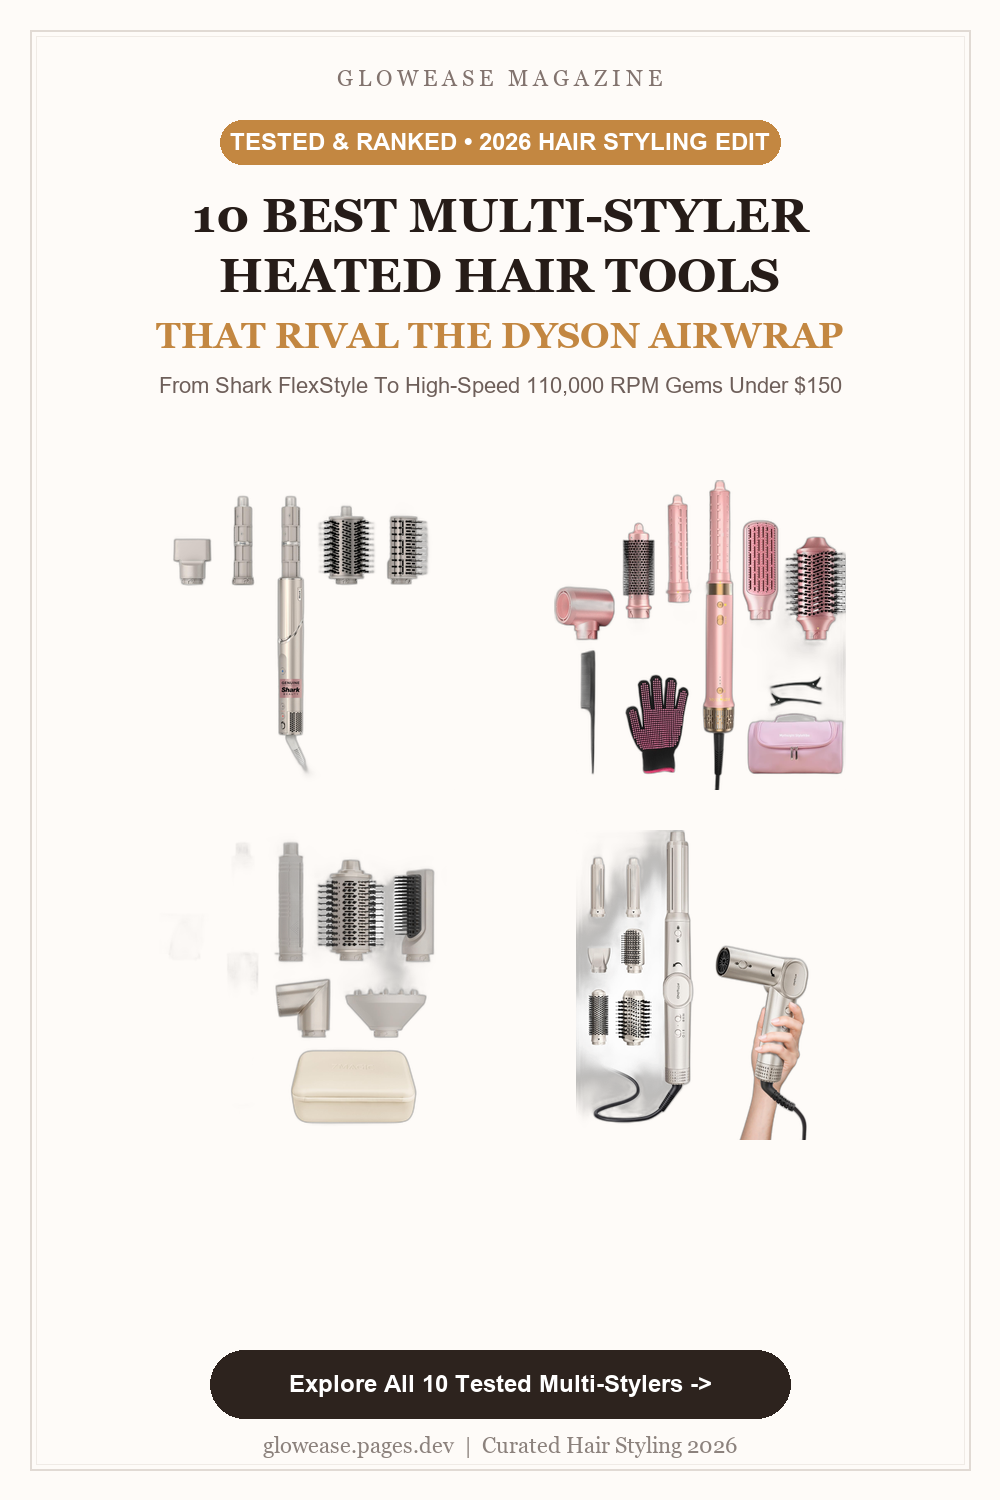 GLOWEASE MAGAZINE
TESTED & RANKED • 2026 HAIR STYLING EDIT
10 BEST MULTI-STYLER
HEATED HAIR TOOLS
THAT RIVAL THE DYSON AIRWRAP
From Shark FlexStyle To High-Speed 110,000 RPM Gems Under $150
Shark
Explore All 10 Tested Multi-Stylers ->
glowease.pages.dev | Curated Hair Styling 2026